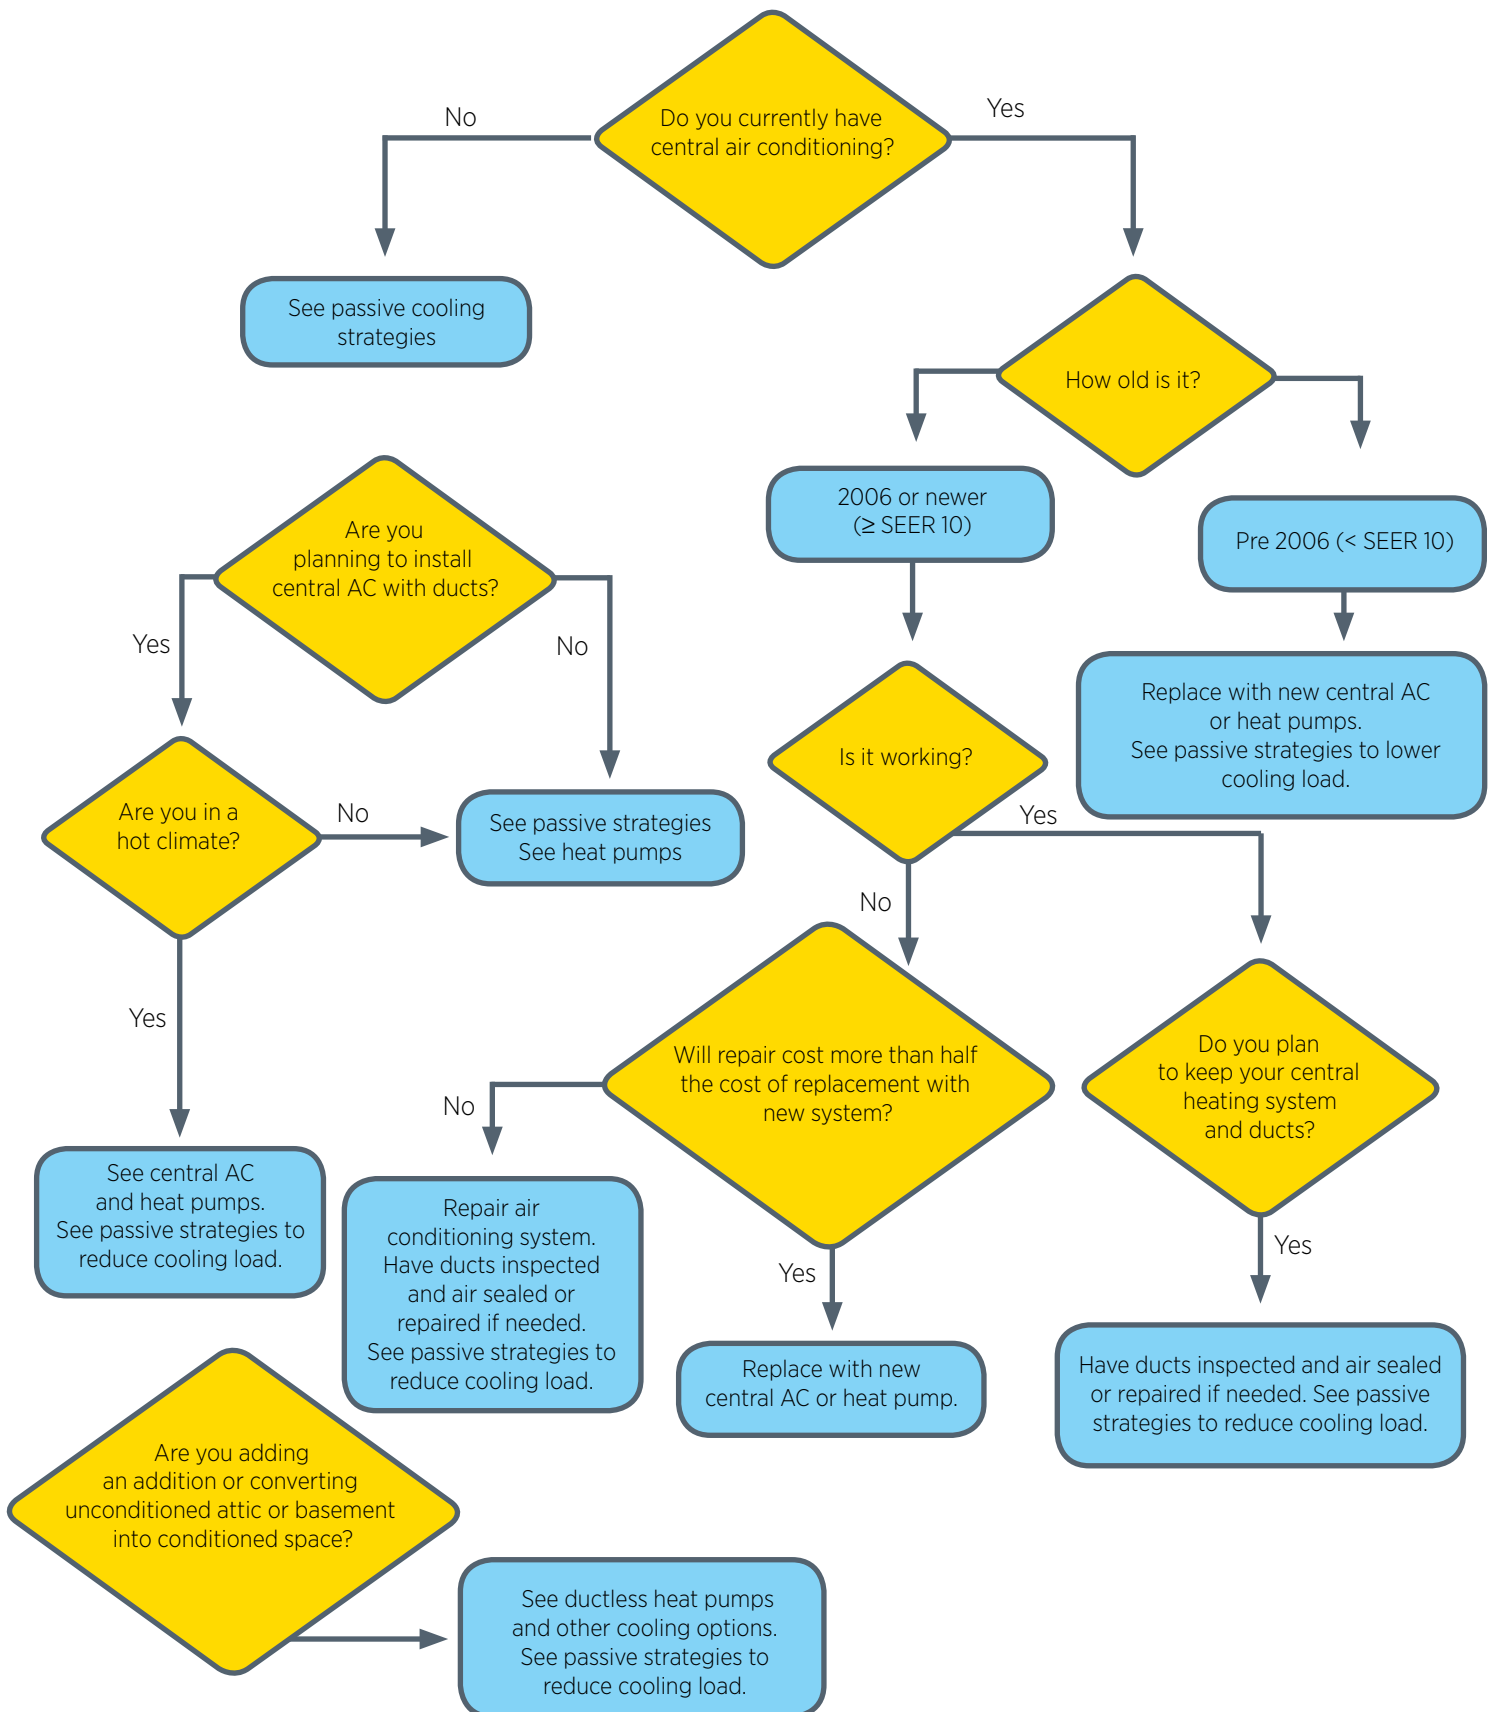 Do you currently have
central air conditioning?
No
Yes
See passive cooling
strategies
How old is it?
2006 or newer
(≥ SEER 10)
Pre 2006 (< SEER 10)
Are you
planning to install
central AC with ducts?
Yes
No
Replace with new central AC
or heat pumps.
See passive strategies to lower
cooling load.
Is it working?
Yes
No
Are you in a
hot climate?
No
See passive strategies
See heat pumps
Yes
Will repair cost more than half
the cost of replacement with
new system?
No
Yes
Do you plan
to keep your central
heating system
and ducts?
Yes
See central AC
and heat pumps.
See passive strategies to
reduce cooling load.
Repair air
conditioning system.
Have ducts inspected
and air sealed or
repaired if needed.
See passive strategies to
reduce cooling load.
Replace with new
central AC or heat pump.
Have ducts inspected and air sealed
or repaired if needed. See passive
strategies to reduce cooling load.
Are you adding
an addition or converting
unconditioned attic or basement
into conditioned space?
See ductless heat pumps
and other cooling options.
See passive strategies to
reduce cooling load.